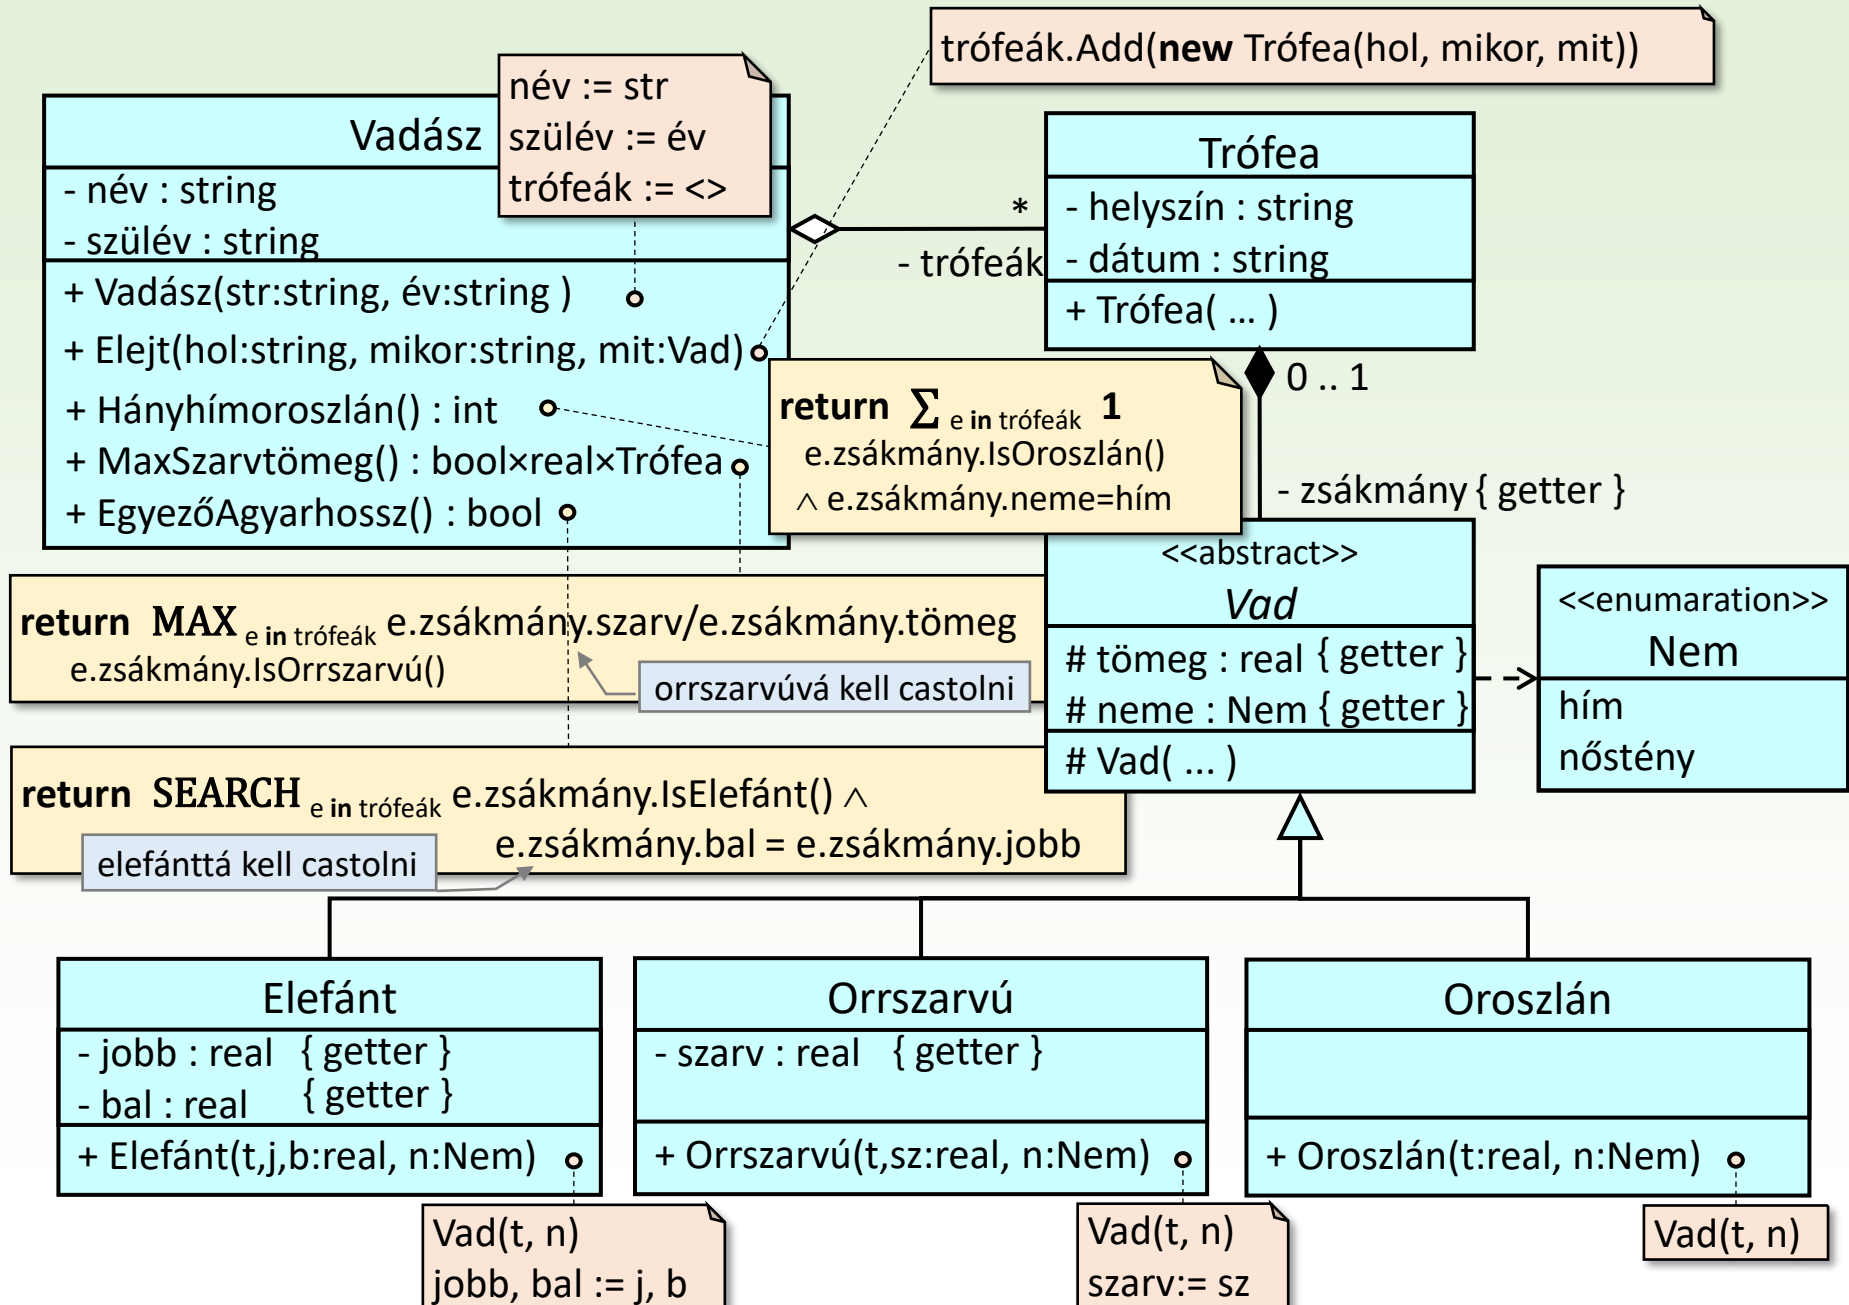 trófeák.Add(new Trófea(hol, mikor, mit))
név := str
szülév := év
trófeák := <>
Vadász
- név : string
- szülév : string
+ Vadász(str:string, év:string )
+ Elejt(hol:string, mikor:string, mit:Vad)
+ Hányhímoroszlán() : int
+ MaxSzarvtömeg() : bool×real×Trófea
+ EgyezőAgyarhossz() : bool
*
- trófeák
Trófea
- helyszín : string
- dátum : string
+ Trófea( ... )
0 .. 1
- zsákmány { getter }
return ∑ e in trófeák 1
e.zsákmány.IsOroszlán()
∧ e.zsákmány.neme=hím
return MAX e in trófeák e.zsákmány.szarv/e.zsákmány.tömeg
e.zsákmány.IsOrrszarvú()
orrszarvúvá kell castolni
return SEARCH e in trófeák e.zsákmány.IsElefánt() ∧
e.zsákmány.bal = e.zsákmány.jobb
elefánttá kell castolni
<<abstract>>
Vad
# tömeg : real { getter }
# neme : Nem { getter }
# Vad( ... )
<<enumaration>>
Nem
hím
nőstény
Elefánt
- jobb : real { getter }
- bal : real { getter }
+ Elefánt(t,j,b:real, n:Nem)
Vad(t, n)
jobb, bal := j, b
Orrszarvú
- szarv : real { getter }
+ Orrszarvú(t,sz:real, n:Nem)
Vad(t, n)
szarv:= sz
Oroszlán
+ Oroszlán(t:real, n:Nem)
Vad(t, n)